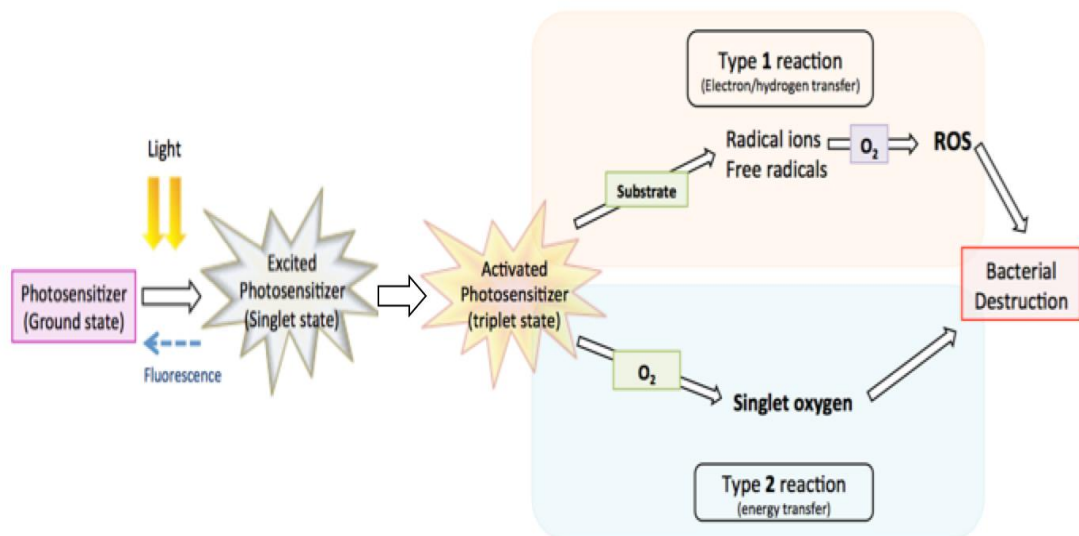 Type 1 reaction
(Electron/hydrogen transfer)
Light
Radical ions
Free radicals
O₂
ROS
Substrate
Photosensitizer
(Ground state)
Fluorescence
Excited
Photosensitizer
(Singlet state)
Activated
Photosensitizer
(triplet state)
Bacterial
Destruction
O₂
Singlet oxygen
Type 2 reaction
(energy transfer)